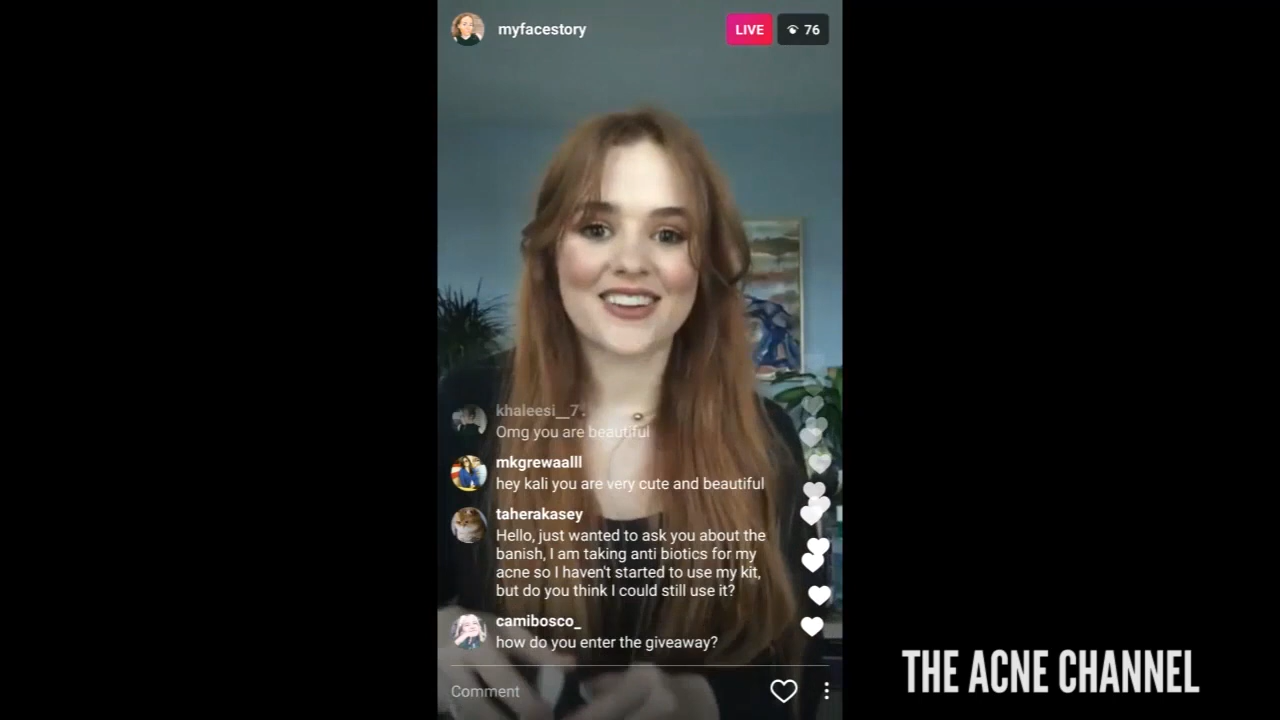 myfacestory
LIVE
76
khaleesi__7.
Omg you are beautiful
mkgrewaalll
hey kali you are very cute and beautiful
taherakasey
Hello, just wanted to ask you about the
banish, I am taking anti biotics for my
acne so I haven't started to use my kit,
but do you think I could still use it?
camibosco_
how do you enter the giveaway?
Comment
THE ACNE CHANNEL